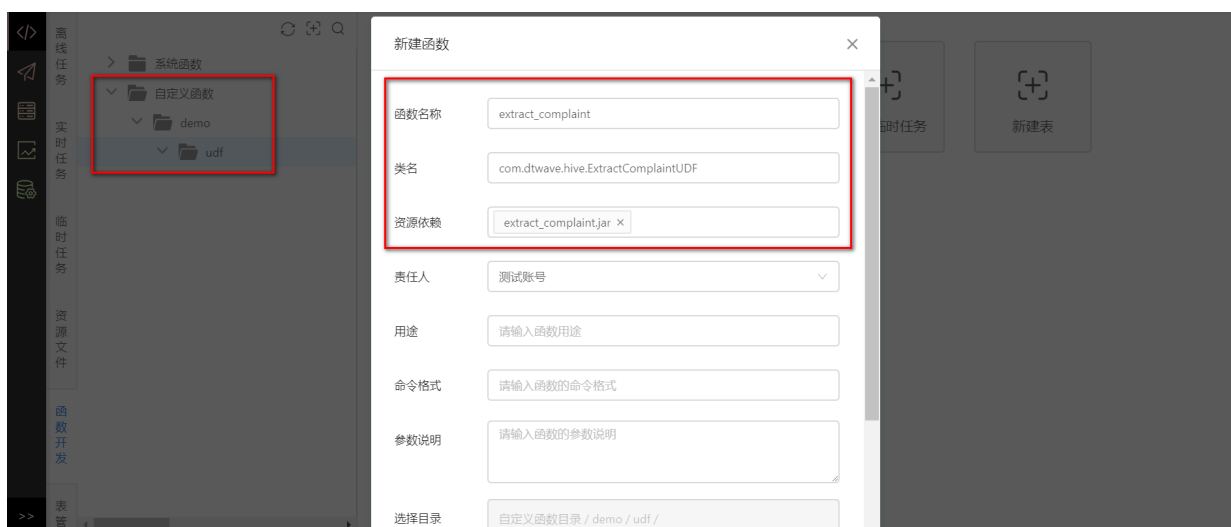 </>
离线任务
实时任务
临时任务
资源文件
函数开发
表管
>>
系统函数
自定义函数
demo
udf
新建函数
函数名称
extract_complaint
类名
com.dtwave.hive.ExtractComplaintUDF
资源依赖
extract_complaint.jar ×
责任人
测试账号
用途
请输入函数用途
命令格式
请输入函数的命令格式
参数说明
请输入函数的参数说明
选择目录
自定义函数目录 / demo / udf /
时任务
新建表